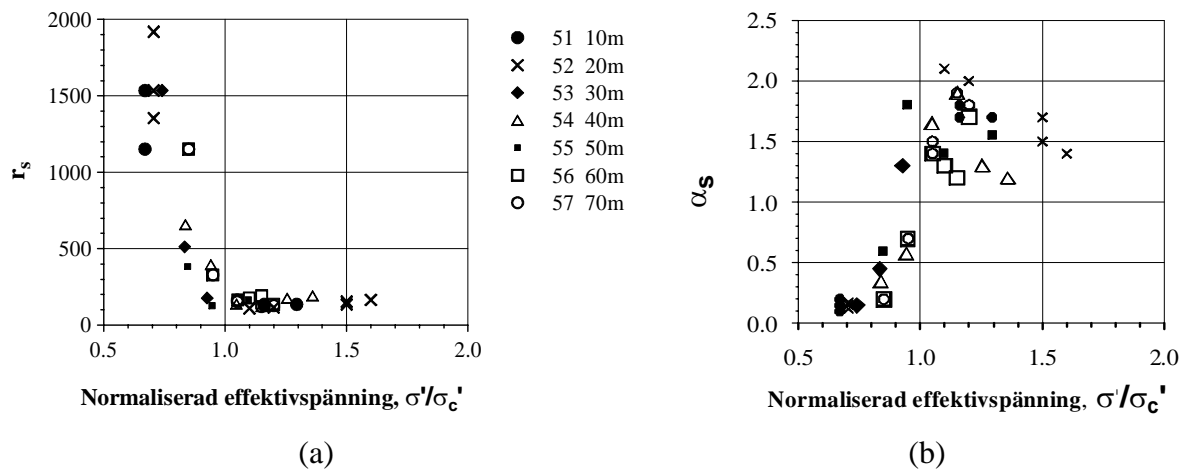 2000
1500
1000
500
0
r_s
0.5 1.0 1.5 2.0
Normaliserad effektivspänning, σ'/σ_c'
(a)
51 10m
52 20m
53 30m
54 40m
55 50m
56 60m
57 70m
2.5
2.0
1.5
1.0
0.5
0.0
α_s
0.5 1.0 1.5 2.0
Normaliserad effektivspänning, σ'/σ_c'
(b)